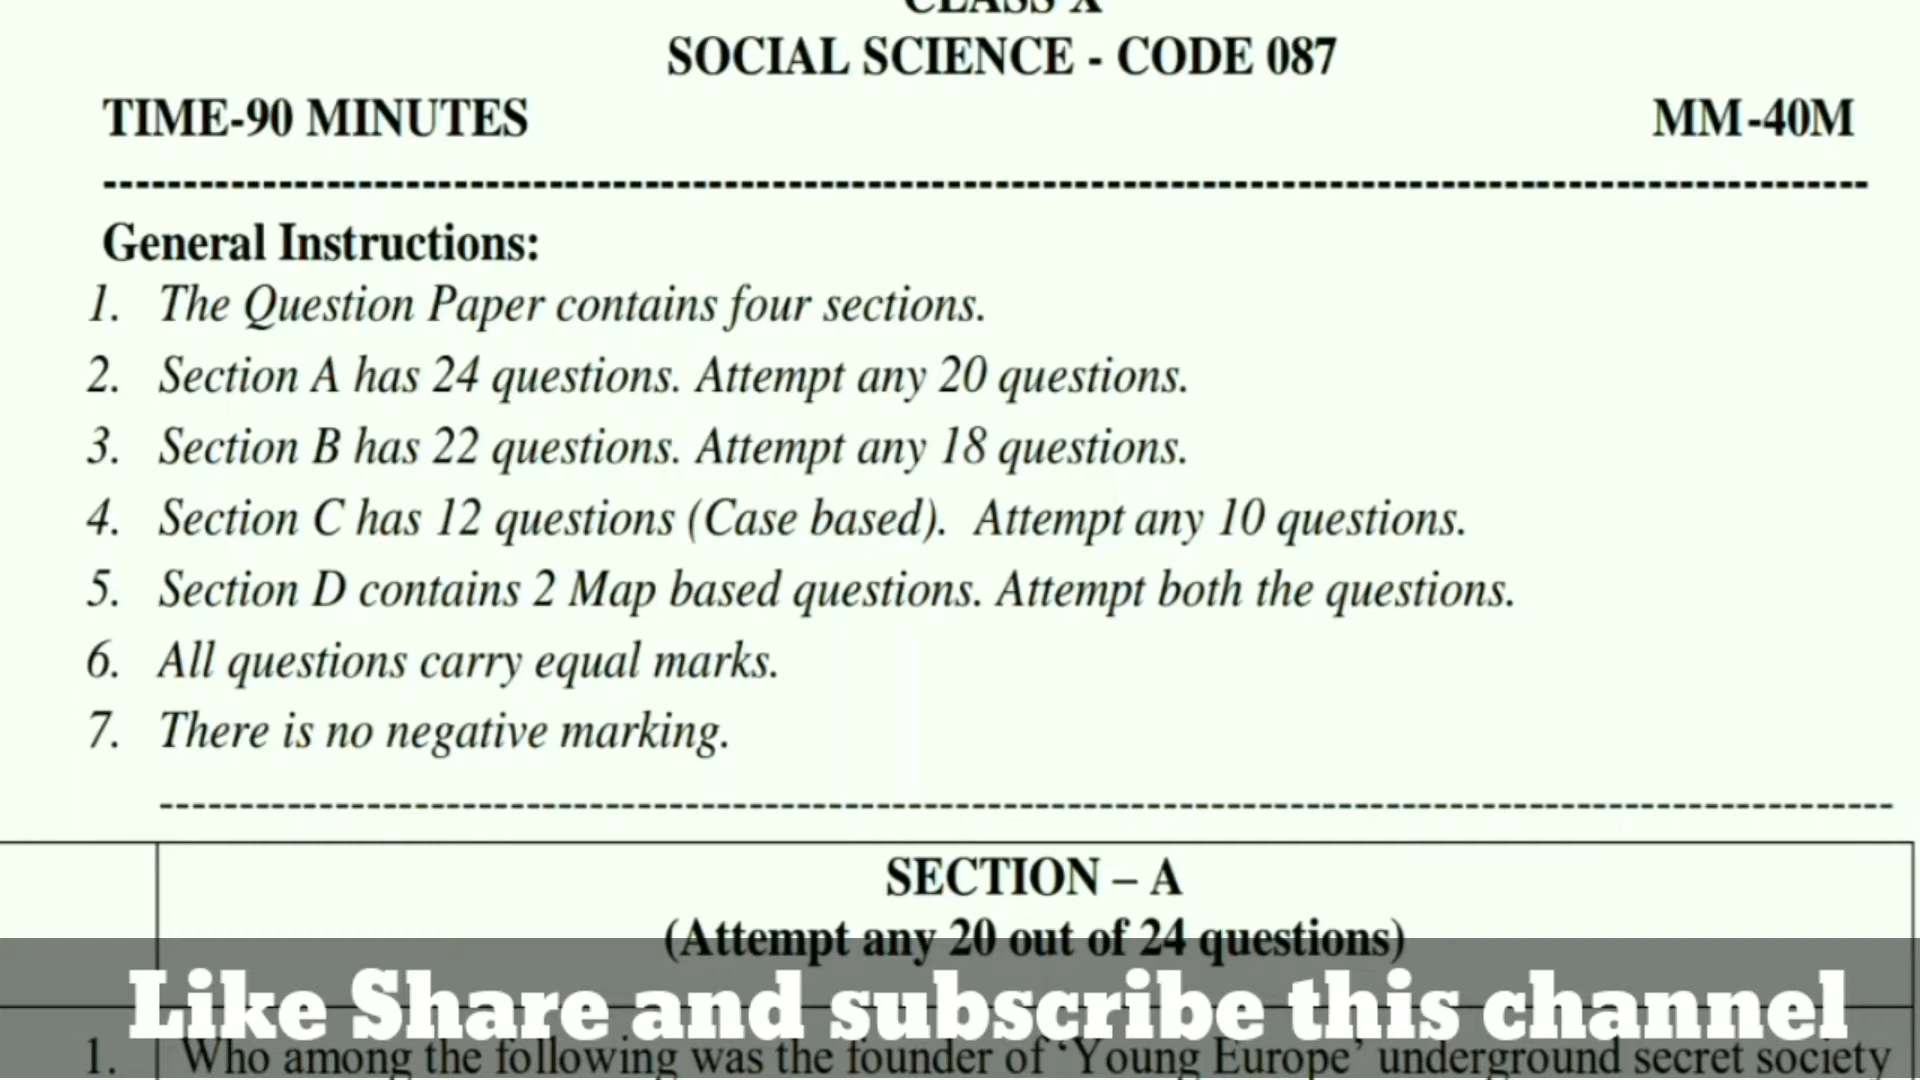 CLASS X
SOCIAL SCIENCE - CODE 087
TIME-90 MINUTES MM-40M
General Instructions:
1. The Question Paper contains four sections.
2. Section A has 24 questions. Attempt any 20 questions.
3. Section B has 22 questions. Attempt any 18 questions.
4. Section C has 12 questions (Case based). Attempt any 10 questions.
5. Section D contains 2 Map based questions. Attempt both the questions.
6. All questions carry equal marks.
7. There is no negative marking.
SECTION – A
(Attempt any 20 out of 24 questions)
Like Share and subscribe this channel
1. Who among the following was the founder of ‘Young Europe’ underground secret society